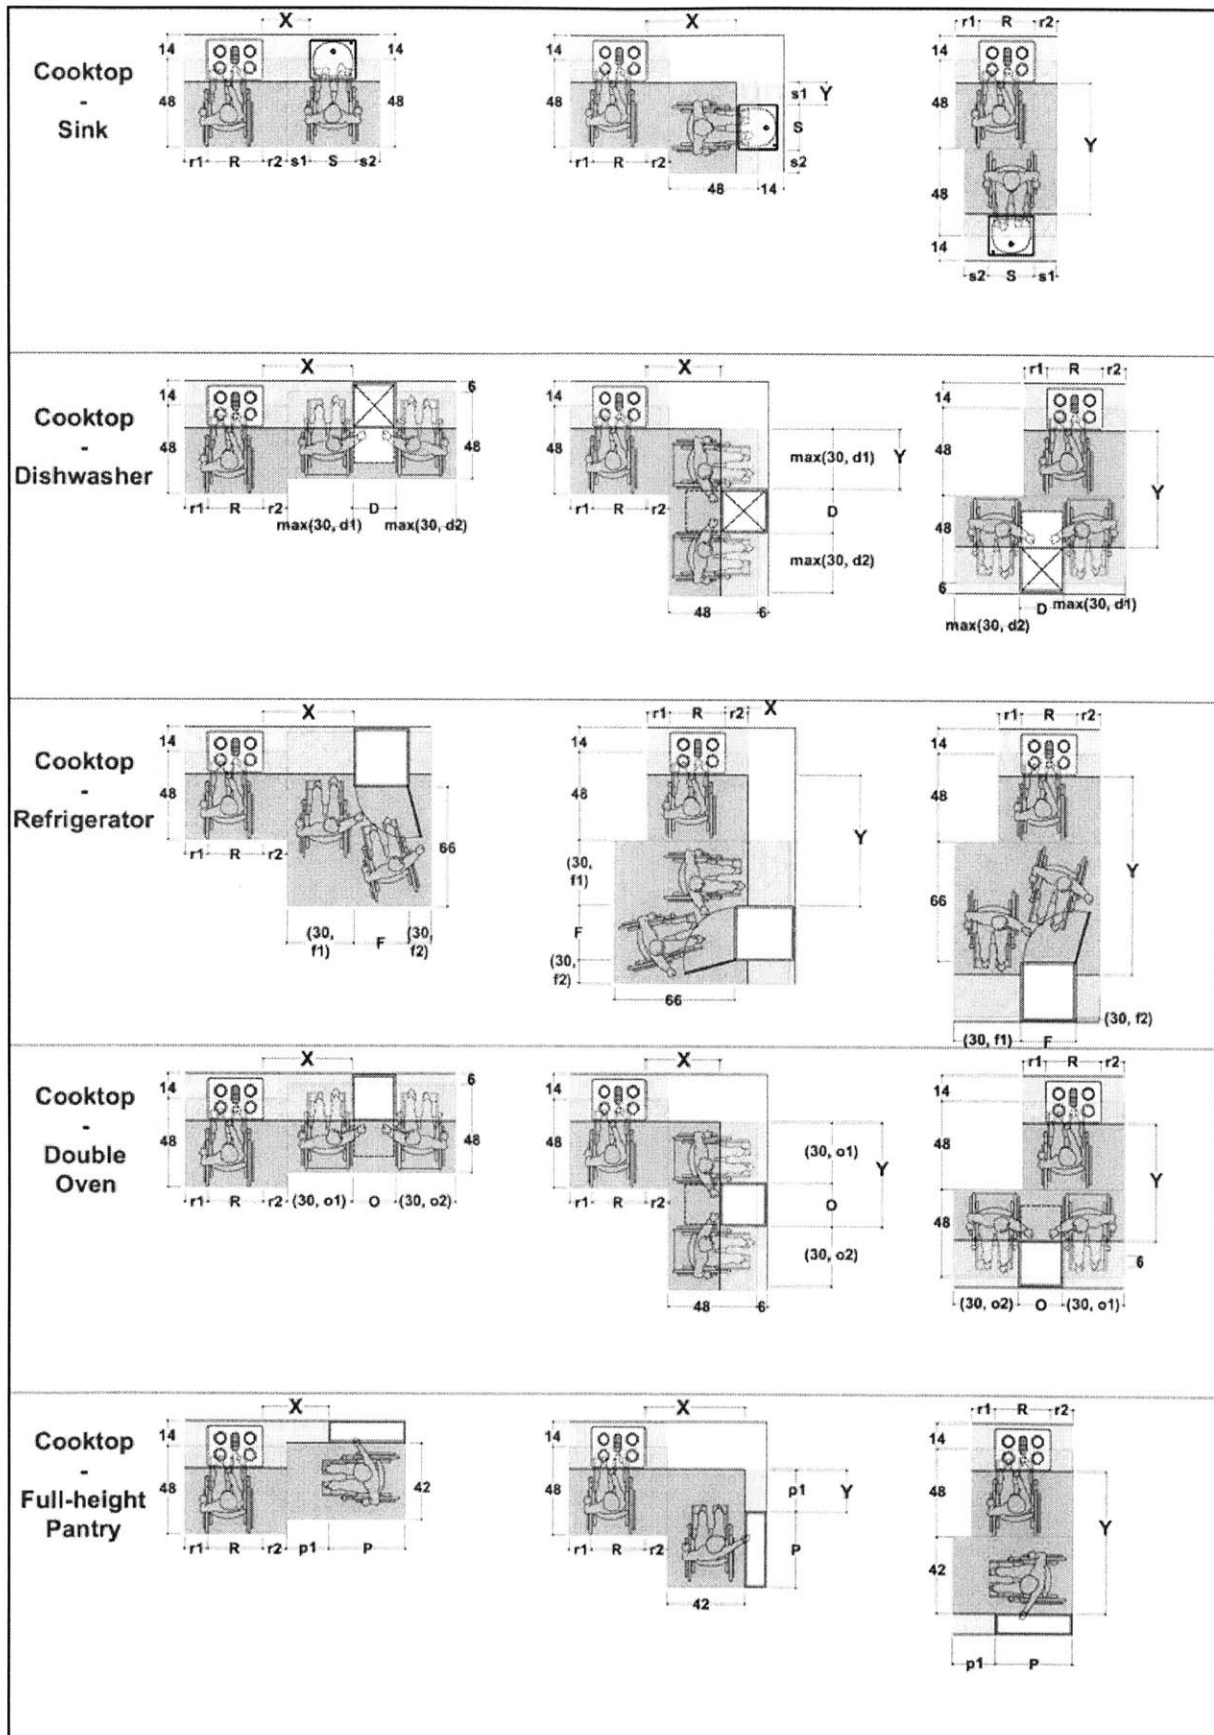 Cooktop
-
Sink
X
14
48
14
48
r1 R r2 s1 S s2
X
14
48
s1
Y
S
s2
r1 R r2
48 14
r1 R r2
14
48
48
14
Y
s2 S s1
Cooktop
-
Dishwasher
X
14
48
6
48
r1 R r2
D
max(30, d1) max(30, d2)
X
14
48
max(30, d1)
Y
D
max(30, d2)
r1 R r2
48 6
r1 R r2
14
48
48
6
Y
D
max(30, d1)
max(30, d2)
Cooktop
-
Refrigerator
X
14
48
66
r1 R r2
(30,
f1)
F
(30,
f2)
r1 R r2
X
14
48
(30,
f1)
F
(30,
f2)
Y
66
r1 R r2
14
48
66
Y
(30, f2)
(30, f1) F
Cooktop
-
Double
Oven
X
14
48
6
48
r1 R r2 (30, o1) O (30, o2)
X
14
48
(30, o1)
Y
O
(30, o2)
r1 R r2
48 6
r1 R r2
14
48
48
Y
6
(30, o2) O (30, o1)
Cooktop
-
Full-height
Pantry
X
14
48
42
r1 R r2 p1 P
X
14
48
p1
Y
P
r1 R r2
42
r1 R r2
14
48
42
Y
p1 P